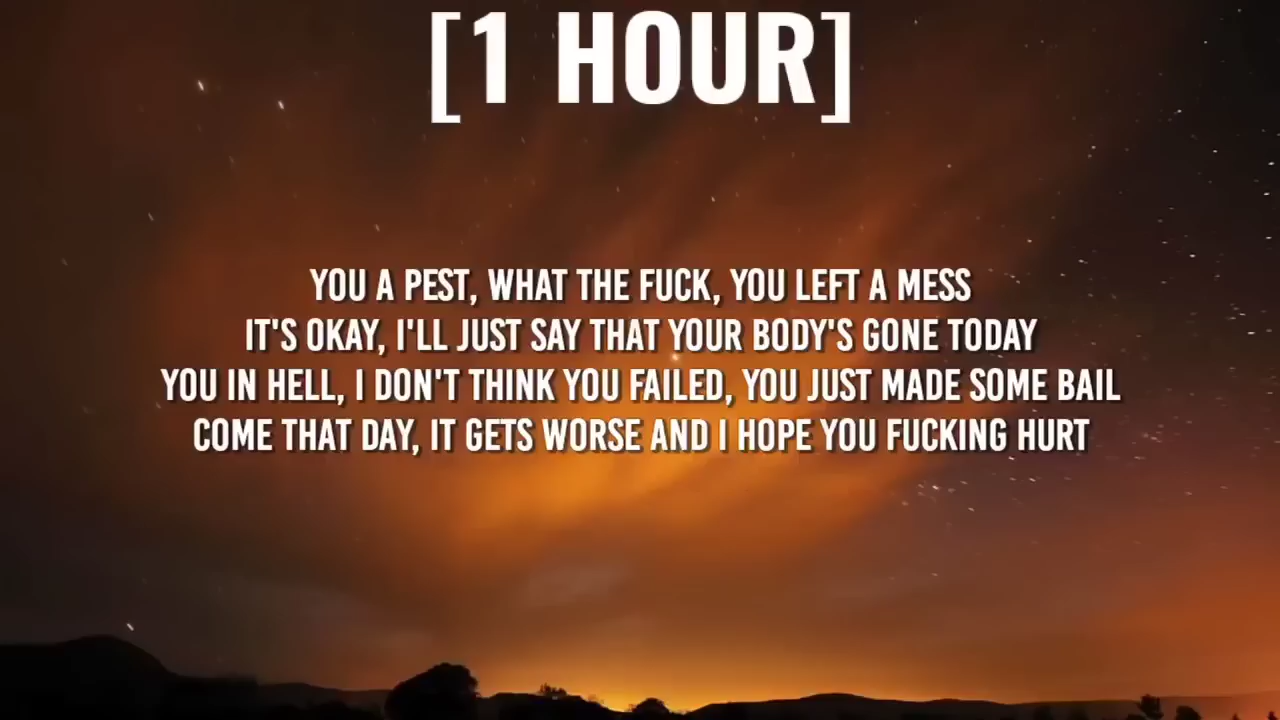 [1 HOUR]
YOU A PEST, WHAT THE FUCK, YOU LEFT A MESS
IT'S OKAY, I'LL JUST SAY THAT YOUR BODY'S GONE TODAY
YOU IN HELL, I DON'T THINK YOU FAILED, YOU JUST MADE SOME BAIL
COME THAT DAY, IT GETS WORSE AND I HOPE YOU FUCKING HURT